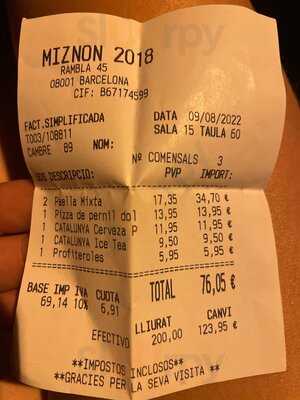 MIZNON 2018
RAMBLA 45
08001 BARCELONA
CIF: B67174599
FACT.SIMPLIFICADA
DATA 09/08/2022
T003/108811
SALA 15 TAULA 60
CAMBRE 89 NOM:
Nº COMENSALS 3
UDS DESCRIPCIO: PVP IMPORT:
2 Paella Mixta 17,35 34,70 €
1 Pizza de pernil dol 13,95 13,95 €
1 CATALUNYA Cerveza P 11,95 11,95 €
1 CATALUNYA Ice Tea 9,50 9,50 €
1 Profiteroles 5,95 5,95 €
BASE IMP IVA CUOTA
69,14 10% 6,91
TOTAL 76,05 €
LLIURAT CANVI
EFECTIVO 200,00 123,95 €
**IMPOSTOS INCLOSOS**
**GRACIES PER LA SEVA VISITA **